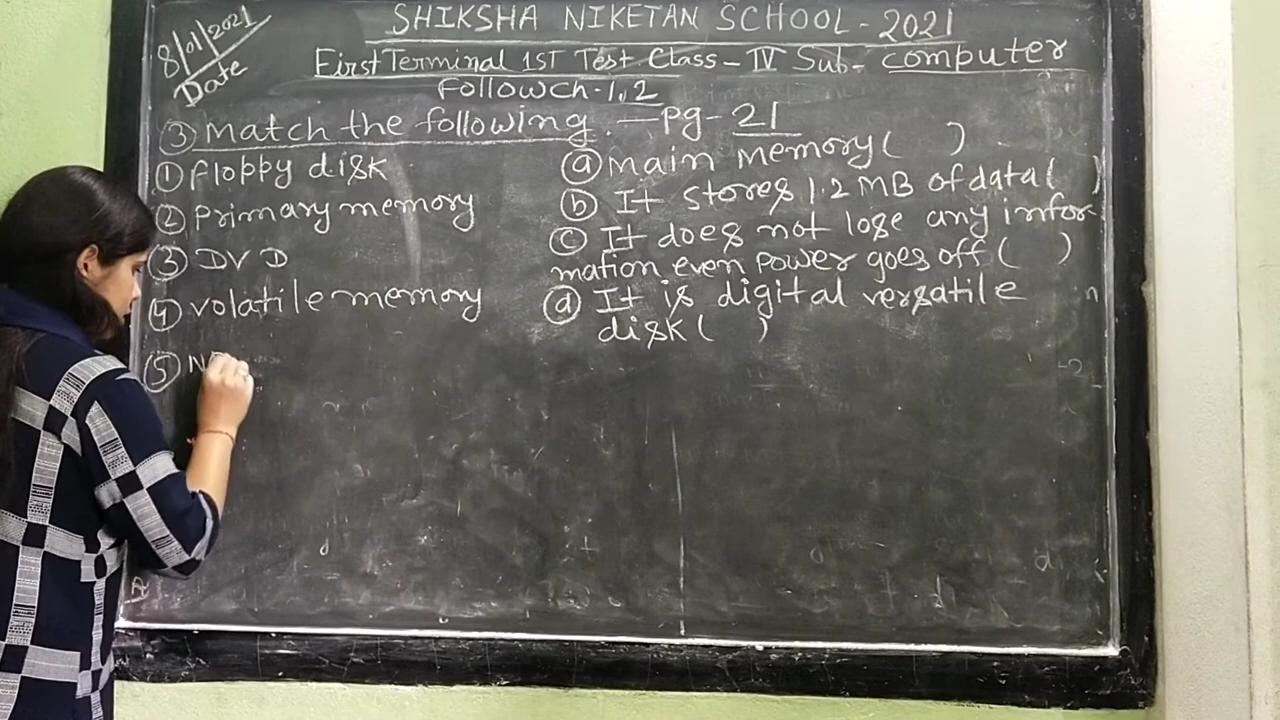 8/01/2021
Date
SHIKSHA NIKETAN SCHOOL - 2021
First Terminal 1ST Test Class - IV Sub - computer
Follow ch - 1,2
③ Match the following. — pg - 21
① floppy disk
② Primary memory
③ DVD
④ volatile memory
⑤
ⓐ main memory ( )
ⓑ It stores 1.2 MB of data ( )
ⓒ It does not lose any infor-
mation even power goes off ( )
ⓓ It is digital versatile
disk ( )